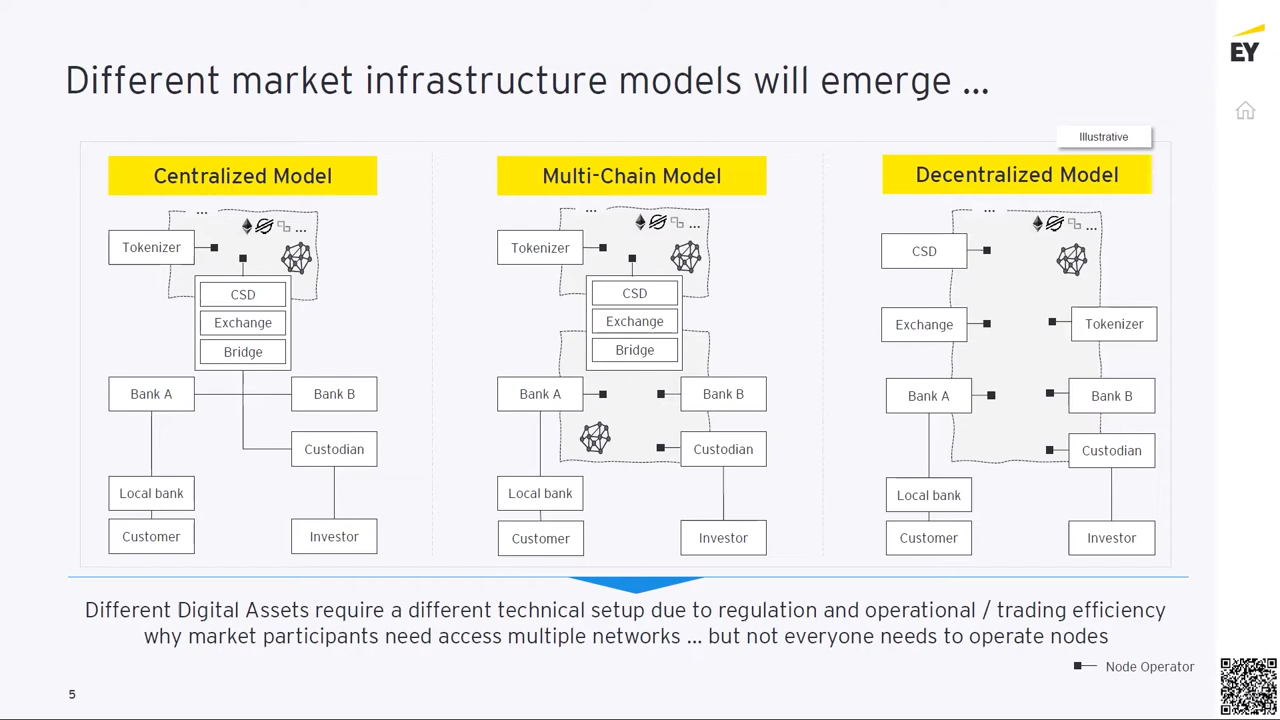 EY
Different market infrastructure models will emerge ...
Illustrative
Centralized Model
...
...
Tokenizer
CSD
Exchange
Bridge
Bank A
Bank B
Custodian
Local bank
Customer
Investor
Multi-Chain Model
...
...
Tokenizer
CSD
Exchange
Bridge
Bank A
Bank B
Custodian
Local bank
Customer
Investor
Decentralized Model
...
...
CSD
Exchange
Tokenizer
Bank A
Bank B
Custodian
Local bank
Customer
Investor
Different Digital Assets require a different technical setup due to regulation and operational / trading efficiency
why market participants need access multiple networks ... but not everyone needs to operate nodes
Node Operator
5